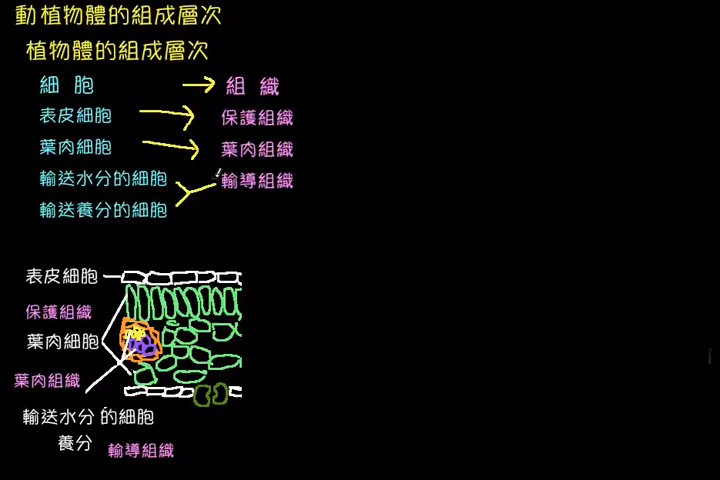 動植物體的組成層次
植物體的組成層次
細胞 組織
表皮細胞 保護組織
葉肉細胞 葉肉組織
輸送水分的細胞 輸導組織
輸送養分的細胞
表皮細胞
保護組織
葉肉細胞
葉肉組織
輸送水分的細胞
養分 輸導組織